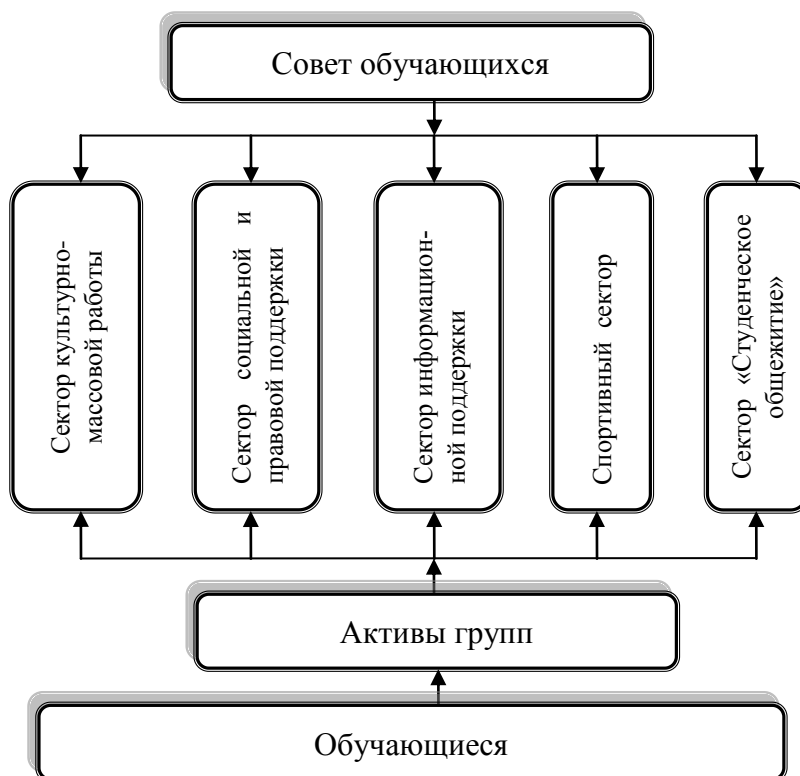 Совет обучающихся
Сектор культурно-
массовой работы
Сектор социальной и
правовой поддержки
Сектор информацион-
ной поддержки
Спортивный сектор
Сектор «Студенческое
общежитие»
Активы групп
Обучающиеся